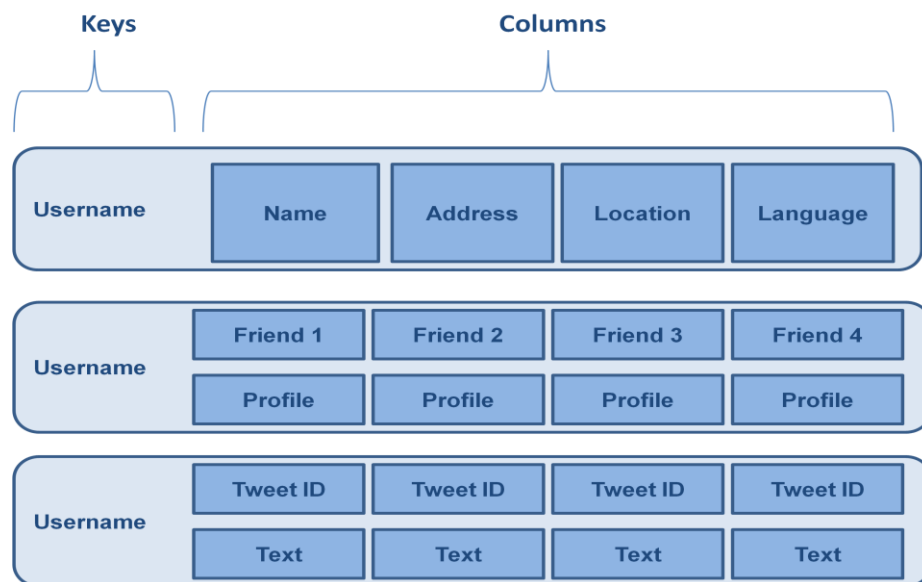 Keys Columns
Username Name Address Location Language
Username
Friend 1 Friend 2 Friend 3 Friend 4
Profile Profile Profile Profile
Username
Tweet ID Tweet ID Tweet ID Tweet ID
Text Text Text Text